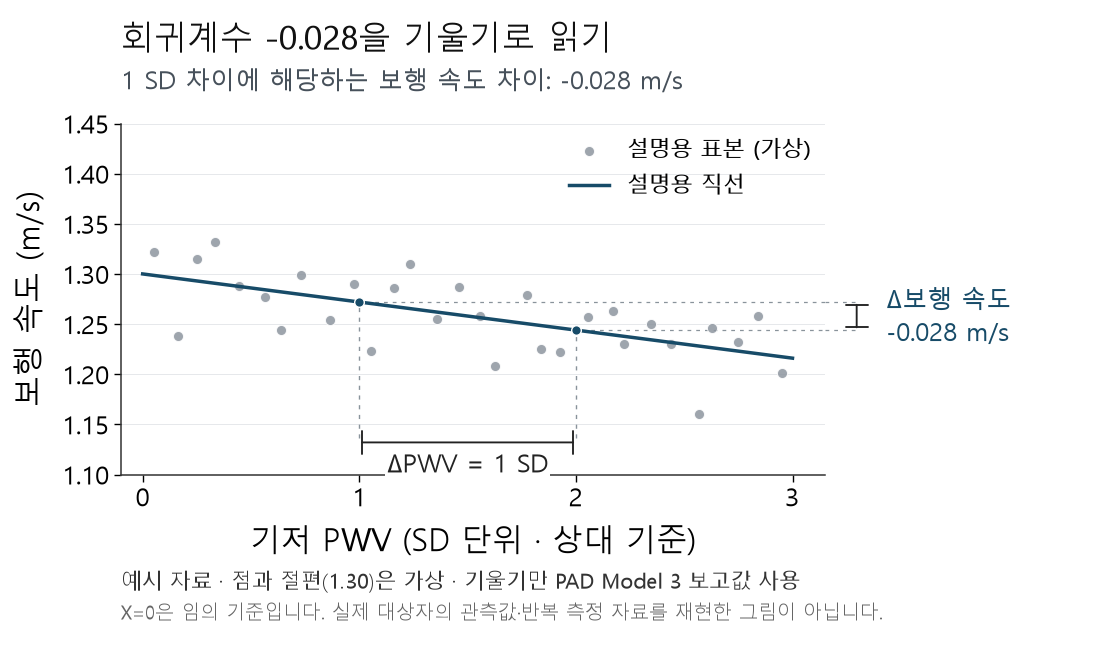 회귀계수 -0.028을 기울기로 읽기
1 SD 차이에 해당하는 보행 속도 차이: -0.028 m/s
1.45
1.40
1.35
1.30
1.25
1.20
1.15
1.10
보행 속도 (m/s)
설명용 표본 (가상)
설명용 직선
Δ보행 속도
-0.028 m/s
ΔPWV = 1 SD
0 1 2 3
기저 PWV (SD 단위 · 상대 기준)
예시 자료 · 점과 절편(1.30)은 가상 · 기울기만 PAD Model 3 보고값 사용
X=0은 임의 기준입니다. 실제 대상자의 관측값·반복 측정 자료를 재현한 그림이 아닙니다.